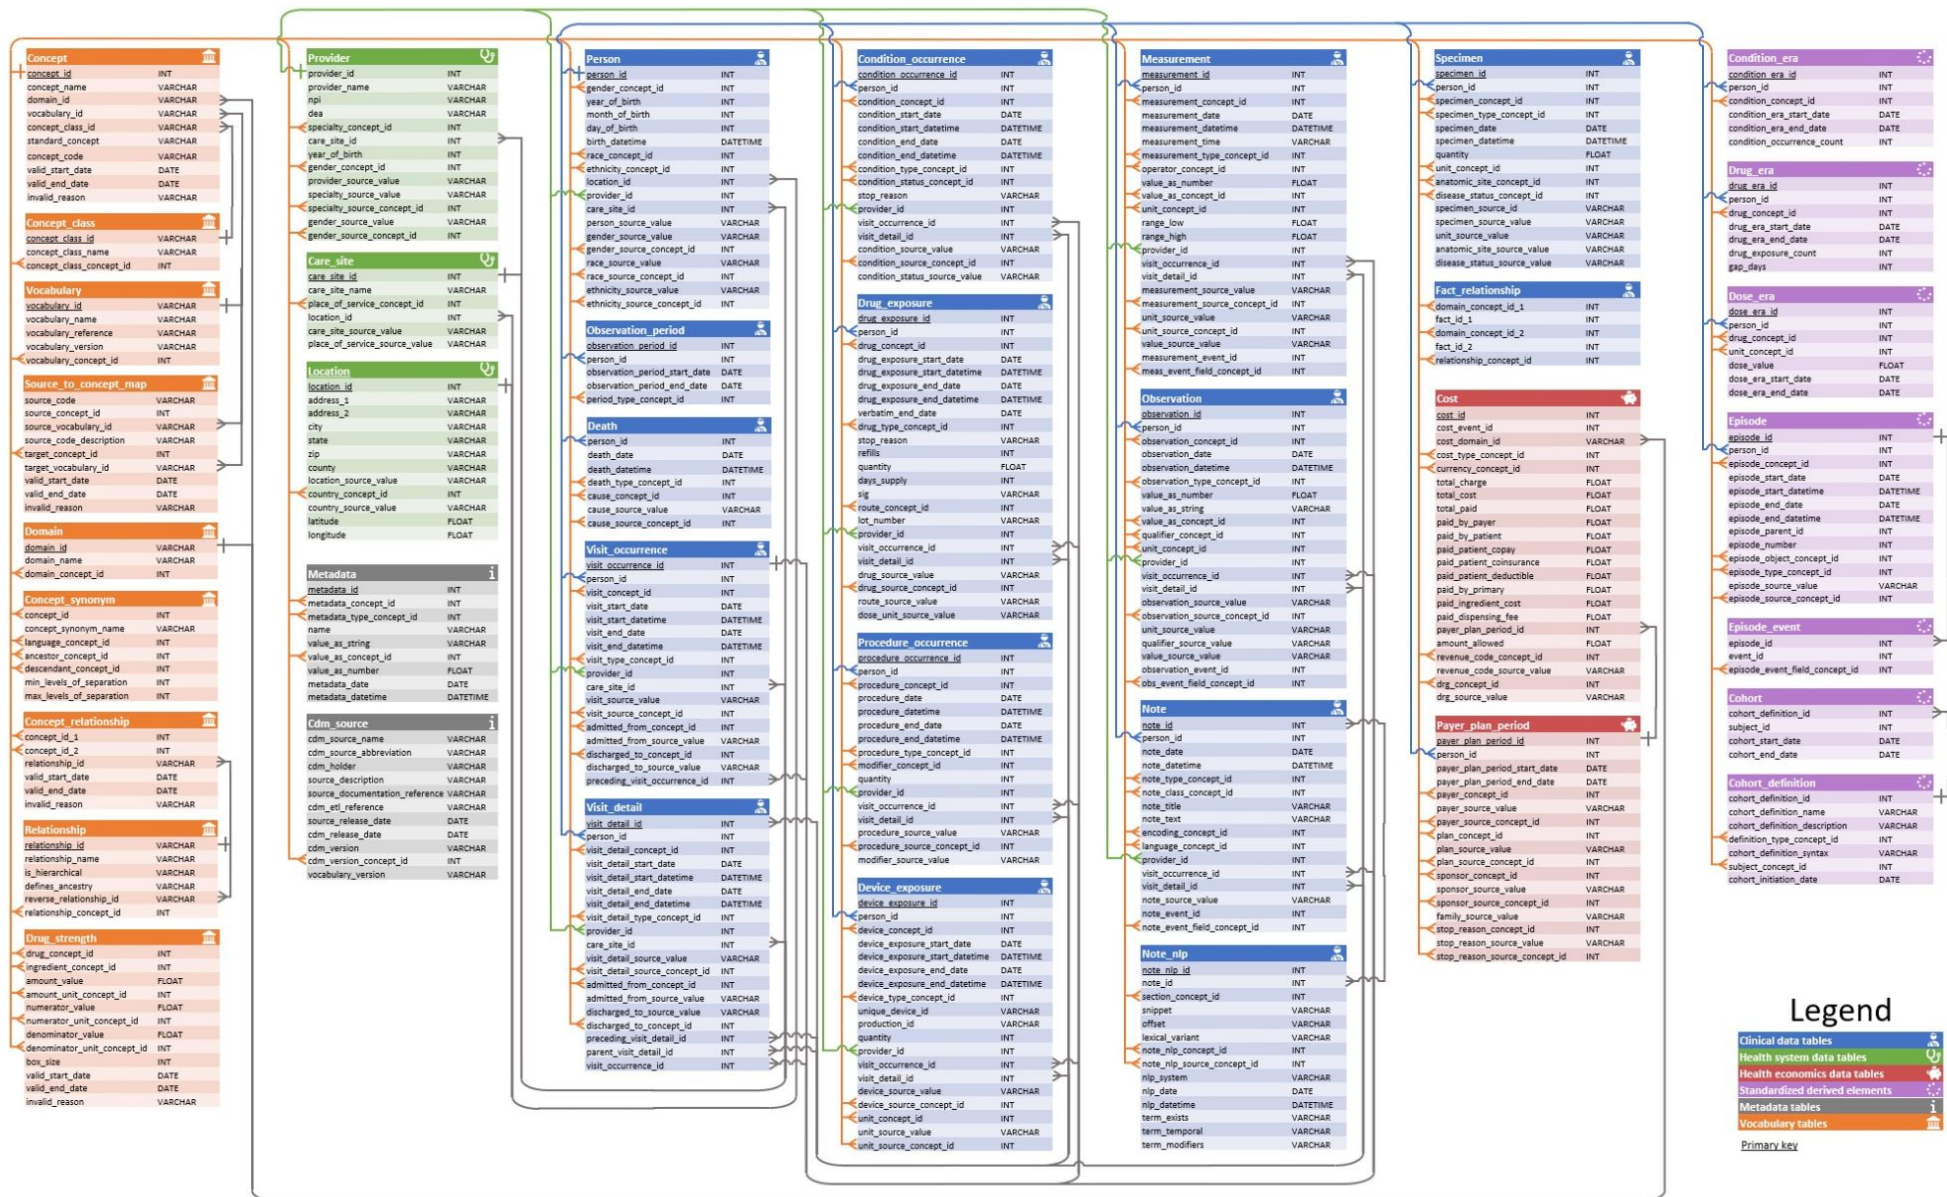 Concept
concept_id INT
concept_name VARCHAR
domain_id VARCHAR
vocabulary_id VARCHAR
concept_class_id VARCHAR
standard_concept VARCHAR
concept_code VARCHAR
valid_start_date DATE
valid_end_date DATE
invalid_reason VARCHAR
Concept_class
concept_class_id VARCHAR
concept_class_name VARCHAR
concept_class_concept_id INT
Vocabulary
vocabulary_id VARCHAR
vocabulary_name VARCHAR
vocabulary_reference VARCHAR
vocabulary_version VARCHAR
vocabulary_concept_id INT
Source_to_concept_map
source_code VARCHAR
source_concept_id INT
source_vocabulary_id VARCHAR
source_code_description VARCHAR
target_concept_id INT
target_vocabulary_id VARCHAR
valid_start_date DATE
valid_end_date DATE
invalid_reason VARCHAR
Domain
domain_id VARCHAR
domain_name VARCHAR
domain_concept_id INT
Concept_synonym
concept_id INT
concept_synonym_name VARCHAR
language_concept_id INT
ancestor_concept_id INT
descendant_concept_id INT
min_levels_of_separation INT
max_levels_of_separation INT
Concept_relationship
concept_id_1 INT
concept_id_2 INT
relationship_id VARCHAR
valid_start_date DATE
valid_end_date DATE
invalid_reason VARCHAR
Relationship
relationship_id VARCHAR
relationship_name VARCHAR
is_hierarchical VARCHAR
defines_ancestry VARCHAR
reverse_relationship_id VARCHAR
relationship_concept_id INT
Drug_strength
drug_concept_id INT
ingredient_concept_id INT
amount_value FLOAT
amount_unit_concept_id INT
numerator_value FLOAT
numerator_unit_concept_id INT
denominator_value FLOAT
denominator_unit_concept_id INT
box_size INT
valid_start_date DATE
valid_end_date DATE
invalid_reason VARCHAR
Provider
provider_id INT
provider_name VARCHAR
npi VARCHAR
dea VARCHAR
specialty_concept_id INT
care_site_id INT
year_of_birth INT
gender_concept_id INT
provider_source_value VARCHAR
specialty_source_value VARCHAR
specialty_source_concept_id INT
gender_source_value VARCHAR
gender_source_concept_id INT
Care_site
care_site_id INT
care_site_name VARCHAR
place_of_service_concept_id INT
location_id INT
care_site_source_value VARCHAR
place_of_service_source_value VARCHAR
Location
location_id INT
address_1 VARCHAR
address_2 VARCHAR
city VARCHAR
state VARCHAR
zip VARCHAR
county VARCHAR
location_source_value VARCHAR
country_concept_id INT
country_source_value VARCHAR
latitude FLOAT
longitude FLOAT
Metadata i
metadata_id INT
metadata_concept_id INT
metadata_type_concept_id INT
name VARCHAR
value_as_string VARCHAR
value_as_concept_id INT
value_as_number FLOAT
metadata_date DATE
metadata_datetime DATETIME
Cdm_source i
cdm_source_name VARCHAR
cdm_source_abbreviation VARCHAR
cdm_holder VARCHAR
source_description VARCHAR
source_documentation_reference VARCHAR
cdm_etl_reference VARCHAR
source_release_date DATE
cdm_release_date DATE
cdm_version VARCHAR
cdm_version_concept_id INT
vocabulary_version VARCHAR
Person
person_id INT
gender_concept_id INT
year_of_birth INT
month_of_birth INT
day_of_birth INT
birth_datetime DATETIME
race_concept_id INT
ethnicity_concept_id INT
location_id INT
provider_id INT
care_site_id INT
person_source_value VARCHAR
gender_source_value VARCHAR
gender_source_concept_id INT
race_source_value VARCHAR
race_source_concept_id INT
ethnicity_source_value VARCHAR
ethnicity_source_concept_id INT
Observation_period
observation_period_id INT
person_id INT
observation_period_start_date DATE
observation_period_end_date DATE
period_type_concept_id INT
Death
person_id INT
death_date DATE
death_datetime DATETIME
death_type_concept_id INT
cause_concept_id INT
cause_source_value VARCHAR
cause_source_concept_id INT
Visit_occurrence
visit_occurrence_id INT
person_id INT
visit_concept_id INT
visit_start_date DATE
visit_start_datetime DATETIME
visit_end_date DATE
visit_end_datetime DATETIME
visit_type_concept_id INT
provider_id INT
care_site_id INT
visit_source_value VARCHAR
visit_source_concept_id INT
admitted_from_concept_id INT
admitted_from_source_value VARCHAR
discharged_to_concept_id INT
discharged_to_source_value VARCHAR
preceding_visit_occurrence_id INT
Visit_detail
visit_detail_id INT
person_id INT
visit_detail_concept_id INT
visit_detail_start_date DATE
visit_detail_start_datetime DATETIME
visit_detail_end_date DATE
visit_detail_end_datetime DATETIME
visit_detail_type_concept_id INT
provider_id INT
care_site_id INT
visit_detail_source_value VARCHAR
visit_detail_source_concept_id INT
admitted_from_concept_id INT
admitted_from_source_value VARCHAR
discharged_to_source_value VARCHAR
discharged_to_concept_id INT
preceding_visit_detail_id INT
parent_visit_detail_id INT
visit_occurrence_id INT
Condition_occurrence
condition_occurrence_id INT
person_id INT
condition_concept_id INT
condition_start_date DATE
condition_start_datetime DATETIME
condition_end_date DATE
condition_end_datetime DATETIME
condition_type_concept_id INT
condition_status_concept_id INT
stop_reason VARCHAR
provider_id INT
visit_occurrence_id INT
visit_detail_id INT
condition_source_value VARCHAR
condition_source_concept_id INT
condition_status_source_value VARCHAR
Drug_exposure
drug_exposure_id INT
person_id INT
drug_concept_id INT
drug_exposure_start_date DATE
drug_exposure_start_datetime DATETIME
drug_exposure_end_date DATE
drug_exposure_end_datetime DATETIME
verbatim_end_date DATE
drug_type_concept_id INT
stop_reason VARCHAR
refills INT
quantity FLOAT
days_supply INT
sig VARCHAR
route_concept_id INT
lot_number VARCHAR
provider_id INT
visit_occurrence_id INT
visit_detail_id INT
drug_source_value VARCHAR
drug_source_concept_id INT
route_source_value VARCHAR
dose_unit_source_value VARCHAR
Procedure_occurrence
procedure_occurrence_id INT
person_id INT
procedure_concept_id INT
procedure_date DATE
procedure_datetime DATETIME
procedure_end_date DATE
procedure_end_datetime DATETIME
procedure_type_concept_id INT
modifier_concept_id INT
quantity INT
provider_id INT
visit_occurrence_id INT
visit_detail_id INT
procedure_source_value VARCHAR
procedure_source_concept_id INT
modifier_source_value VARCHAR
Device_exposure
device_exposure_id INT
person_id INT
device_concept_id INT
device_exposure_start_date DATE
device_exposure_start_datetime DATETIME
device_exposure_end_date DATE
device_exposure_end_datetime DATETIME
device_type_concept_id INT
unique_device_id VARCHAR
production_id VARCHAR
quantity INT
provider_id INT
visit_occurrence_id INT
visit_detail_id INT
device_source_value VARCHAR
device_source_concept_id INT
unit_concept_id INT
unit_source_value VARCHAR
unit_source_concept_id INT
Measurement
measurement_id INT
person_id INT
measurement_concept_id INT
measurement_date DATE
measurement_datetime DATETIME
measurement_time VARCHAR
measurement_type_concept_id INT
operator_concept_id INT
value_as_number FLOAT
value_as_concept_id INT
unit_concept_id INT
range_low FLOAT
range_high FLOAT
provider_id INT
visit_occurrence_id INT
visit_detail_id INT
measurement_source_value VARCHAR
measurement_source_concept_id INT
unit_source_value VARCHAR
unit_source_concept_id INT
value_source_value VARCHAR
measurement_event_id INT
meas_event_field_concept_id INT
Observation
observation_id INT
person_id INT
observation_concept_id INT
observation_date DATE
observation_datetime DATETIME
observation_type_concept_id INT
value_as_number FLOAT
value_as_string VARCHAR
value_as_concept_id INT
qualifier_concept_id INT
unit_concept_id INT
provider_id INT
visit_occurrence_id INT
visit_detail_id INT
observation_source_value VARCHAR
observation_source_concept_id INT
unit_source_value VARCHAR
qualifier_source_value VARCHAR
value_source_value VARCHAR
observation_event_id INT
obs_event_field_concept_id INT
Note
note_id INT
person_id INT
note_date DATE
note_datetime DATETIME
note_type_concept_id INT
note_class_concept_id INT
note_title VARCHAR
note_text VARCHAR
encoding_concept_id INT
language_concept_id INT
provider_id INT
visit_occurrence_id INT
visit_detail_id INT
note_source_value VARCHAR
note_event_id INT
note_event_field_concept_id INT
Note_nlp
note_nlp_id INT
note_id INT
section_concept_id INT
snippet VARCHAR
offset VARCHAR
lexical_variant VARCHAR
note_nlp_concept_id INT
note_nlp_source_concept_id INT
nlp_system VARCHAR
nlp_date DATE
nlp_datetime DATETIME
term_exists VARCHAR
term_temporal VARCHAR
term_modifiers VARCHAR
Specimen
specimen_id INT
person_id INT
specimen_concept_id INT
specimen_type_concept_id INT
specimen_date DATE
specimen_datetime DATETIME
quantity FLOAT
unit_concept_id INT
anatomic_site_concept_id INT
disease_status_concept_id INT
specimen_source_id VARCHAR
specimen_source_value VARCHAR
unit_source_value VARCHAR
anatomic_site_source_value VARCHAR
disease_status_source_value VARCHAR
Fact_relationship
domain_concept_id_1 INT
fact_id_1 INT
domain_concept_id_2 INT
fact_id_2 INT
relationship_concept_id INT
Cost
cost_id INT
cost_event_id INT
cost_domain_id VARCHAR
cost_type_concept_id INT
currency_concept_id INT
total_charge FLOAT
total_cost FLOAT
total_paid FLOAT
paid_by_payer FLOAT
paid_by_patient FLOAT
paid_patient_copay FLOAT
paid_patient_coinsurance FLOAT
paid_patient_deductible FLOAT
paid_by_primary FLOAT
paid_ingredient_cost FLOAT
paid_dispensing_fee FLOAT
payer_plan_period_id INT
amount_allowed FLOAT
revenue_code_concept_id INT
revenue_code_source_value VARCHAR
drg_concept_id INT
drg_source_value VARCHAR
Payer_plan_period
payer_plan_period_id INT
person_id INT
payer_plan_period_start_date DATE
payer_plan_period_end_date DATE
payer_concept_id INT
payer_source_value VARCHAR
payer_source_concept_id INT
plan_concept_id INT
plan_source_value VARCHAR
plan_source_concept_id INT
sponsor_concept_id INT
sponsor_source_value VARCHAR
sponsor_source_concept_id INT
family_source_value VARCHAR
stop_reason_concept_id INT
stop_reason_source_value VARCHAR
stop_reason_source_concept_id INT
Condition_era
condition_era_id INT
person_id INT
condition_concept_id INT
condition_era_start_date DATE
condition_era_end_date DATE
condition_occurrence_count INT
Drug_era
drug_era_id INT
person_id INT
drug_concept_id INT
drug_era_start_date DATE
drug_era_end_date DATE
drug_exposure_count INT
gap_days INT
Dose_era
dose_era_id INT
person_id INT
drug_concept_id INT
unit_concept_id INT
dose_value FLOAT
dose_era_start_date DATE
dose_era_end_date DATE
Episode
episode_id INT
person_id INT
episode_concept_id INT
episode_start_date DATE
episode_start_datetime DATETIME
episode_end_date DATE
episode_end_datetime DATETIME
episode_parent_id INT
episode_number INT
episode_object_concept_id INT
episode_type_concept_id INT
episode_source_value VARCHAR
episode_source_concept_id INT
Episode_event
episode_id INT
event_id INT
episode_event_field_concept_id INT
Cohort
cohort_definition_id INT
subject_id INT
cohort_start_date DATE
cohort_end_date DATE
Cohort_definition
cohort_definition_id INT
cohort_definition_name VARCHAR
cohort_definition_description VARCHAR
definition_type_concept_id INT
cohort_definition_syntax VARCHAR
subject_concept_id INT
cohort_initiation_date DATE
Legend
Clinical data tables
Health system data tables
Health economics data tables
Standardized derived elements
Metadata tables i
Vocabulary tables
Primary key